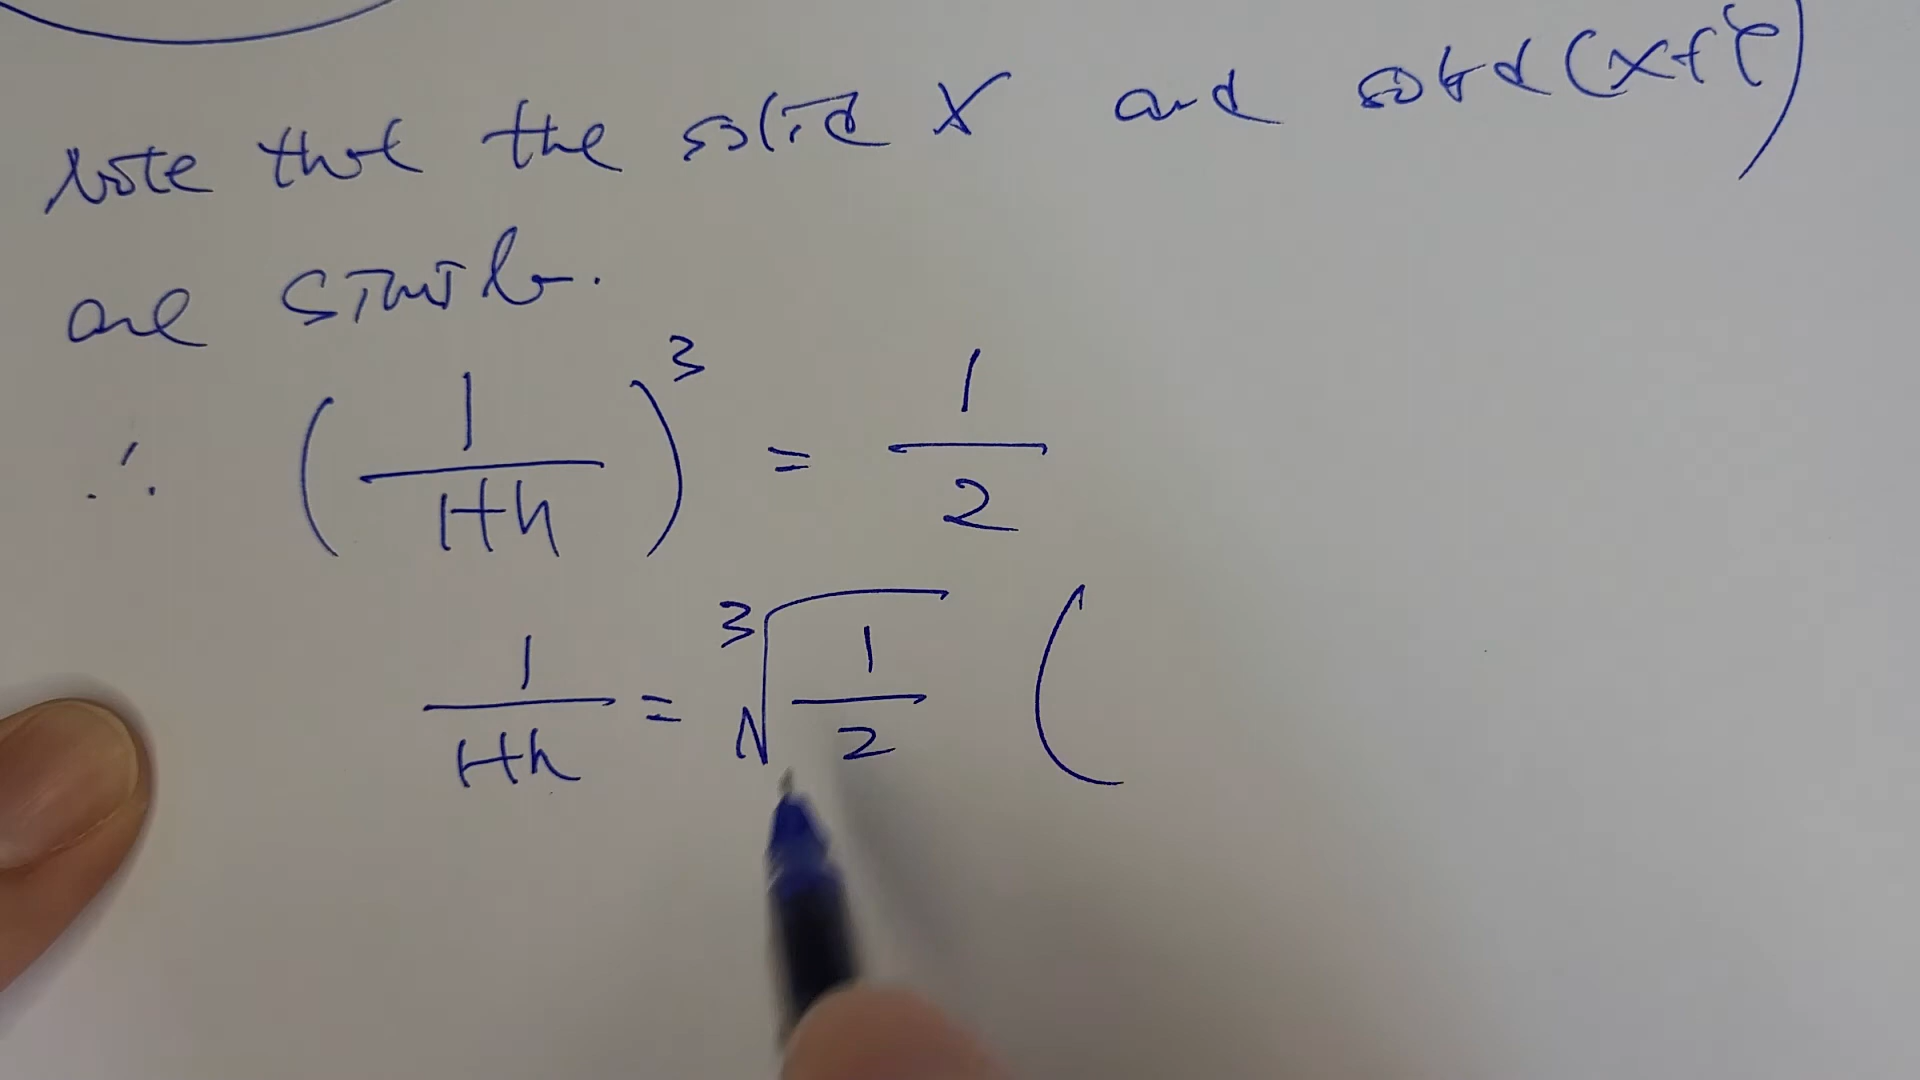 Note that the solid X and solid (X+Y)
are similar.
∴ (1/(1+h))^3 = 1/2
1/(1+h) = ∛(1/2) (